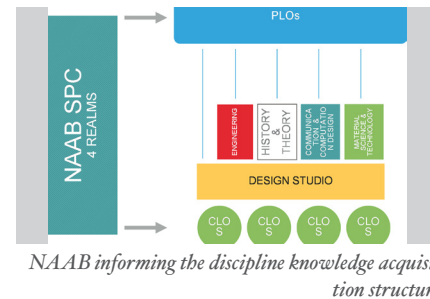 PLOs
NAAB SPC
4 REALMS
ENGINEERING
HISTORY
&
THEORY
COMMUNICA
TION &
COMPUTATIO
N DESIGN
MATERIAL
SCIENCE &
TECHNOLOGY
DESIGN STUDIO
CLO
S
CLO
S
CLO
S
CLO
S
NAAB informing the discipline knowledge acquis
tion structur